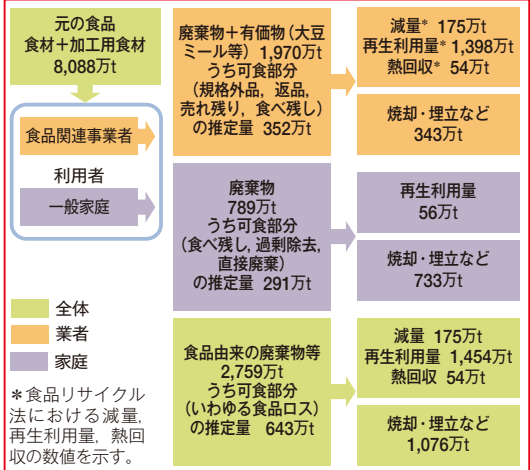 元の食品
食材＋加工用食材
8,088万t
食品関連事業者
利用者
一般家庭
全体
業者
家庭
＊食品リサイクル
法における減量，
再生利用量，熱回
収の数値を示す。
廃棄物＋有価物（大豆
ミール等）1,970万t
うち可食部分
（規格外品，返品，
売れ残り，食べ残し）
の推定量 352万t
減量＊ 175万t
再生利用量＊ 1,398万t
熱回収＊ 54万t
焼却・埋立など
343万t
廃棄物
789万t
うち可食部分
（食べ残し，過剰除去，
直接廃棄）
の推定量 291万t
再生利用量
56万t
焼却・埋立など
733万t
食品由来の廃棄物等
2,759万t
うち可食部分
（いわゆる食品ロス）
の推定量 643万t
減量 175万t
再生利用量 1,454万t
熱回収 54万t
焼却・埋立など
1,076万t